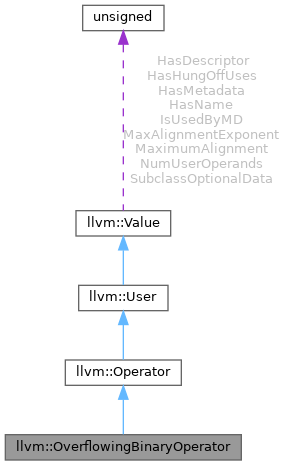 unsigned
HasDescriptor
HasHungOffUses
HasMetadata
HasName
IsUsedByMD
MaxAlignmentExponent
MaximumAlignment
NumUserOperands
SubclassOptionalData
llvm::Value
llvm::User
llvm::Operator
llvm::OverflowingBinaryOperator